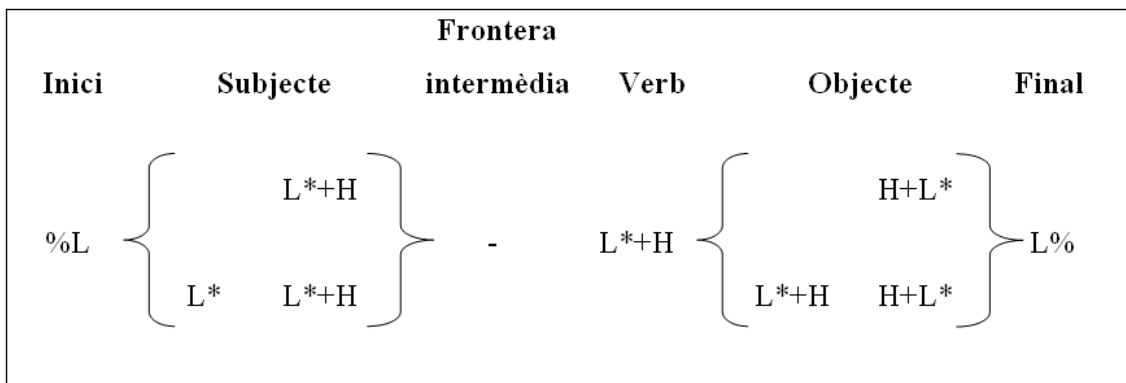 Frontera
Inici Subjecte intermèdia Verb Objecte Final
L*+H H+L*
%L - L*+H L%
L* L*+H L*+H H+L*